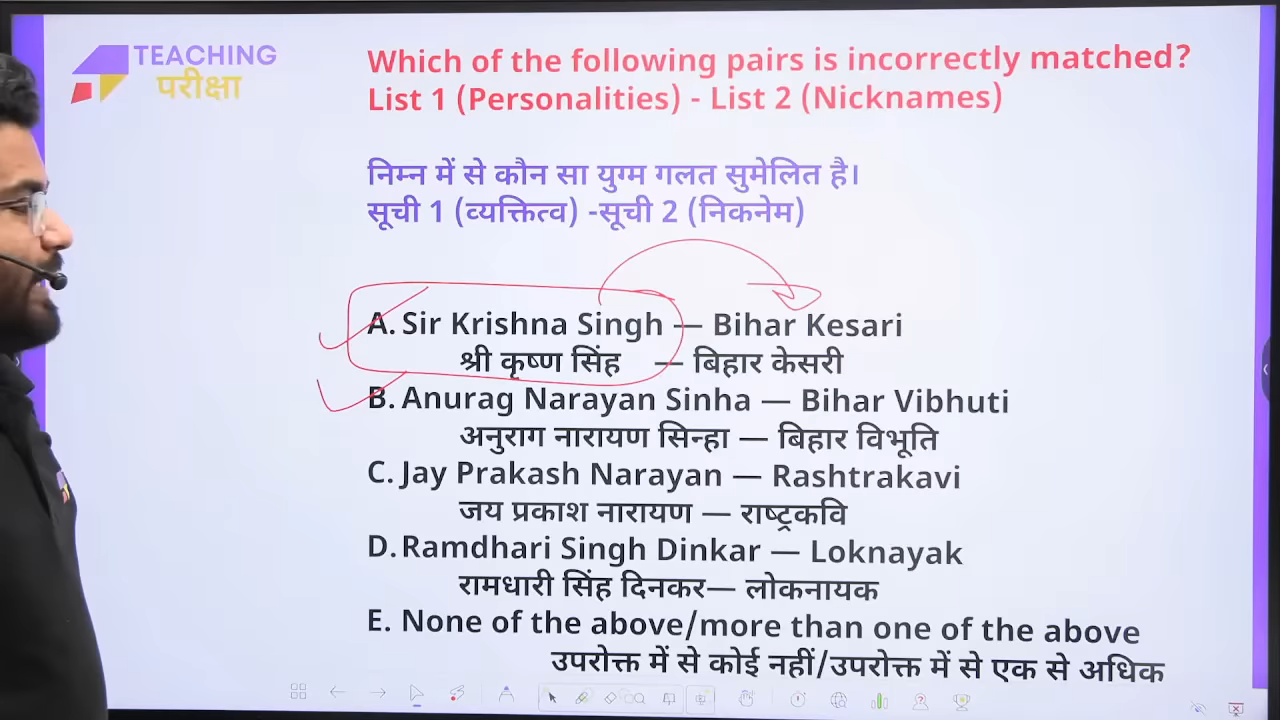 TEACHING
परीक्षा
Which of the following pairs is incorrectly matched?
List 1 (Personalities) - List 2 (Nicknames)
निम्न में से कौन सा युग्म गलत सुमेलित है।
सूची 1 (व्यक्तित्व) -सूची 2 (निकनेम)
A. Sir Krishna Singh — Bihar Kesari
श्री कृष्ण सिंह — बिहार केसरी
B. Anurag Narayan Sinha — Bihar Vibhuti
अनुराग नारायण सिन्हा — बिहार विभूति
C. Jay Prakash Narayan — Rashtrakavi
जय प्रकाश नारायण — राष्ट्रकवि
D. Ramdhari Singh Dinkar — Loknayak
रामधारी सिंह दिनकर— लोकनायक
E. None of the above/more than one of the above
उपरोक्त में से कोई नहीं/उपरोक्त में से एक से अधिक